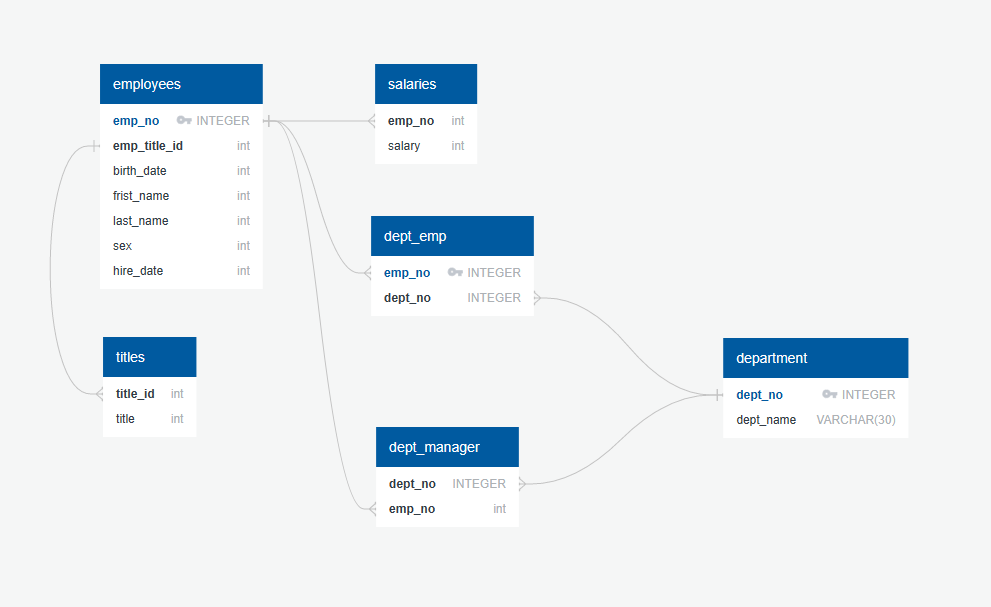 employees
emp_no INTEGER
emp_title_id int
birth_date int
frist_name int
last_name int
sex int
hire_date int
salaries
emp_no int
salary int
dept_emp
emp_no INTEGER
dept_no INTEGER
titles
title_id int
title int
department
dept_no INTEGER
dept_name VARCHAR(30)
dept_manager
dept_no INTEGER
emp_no int